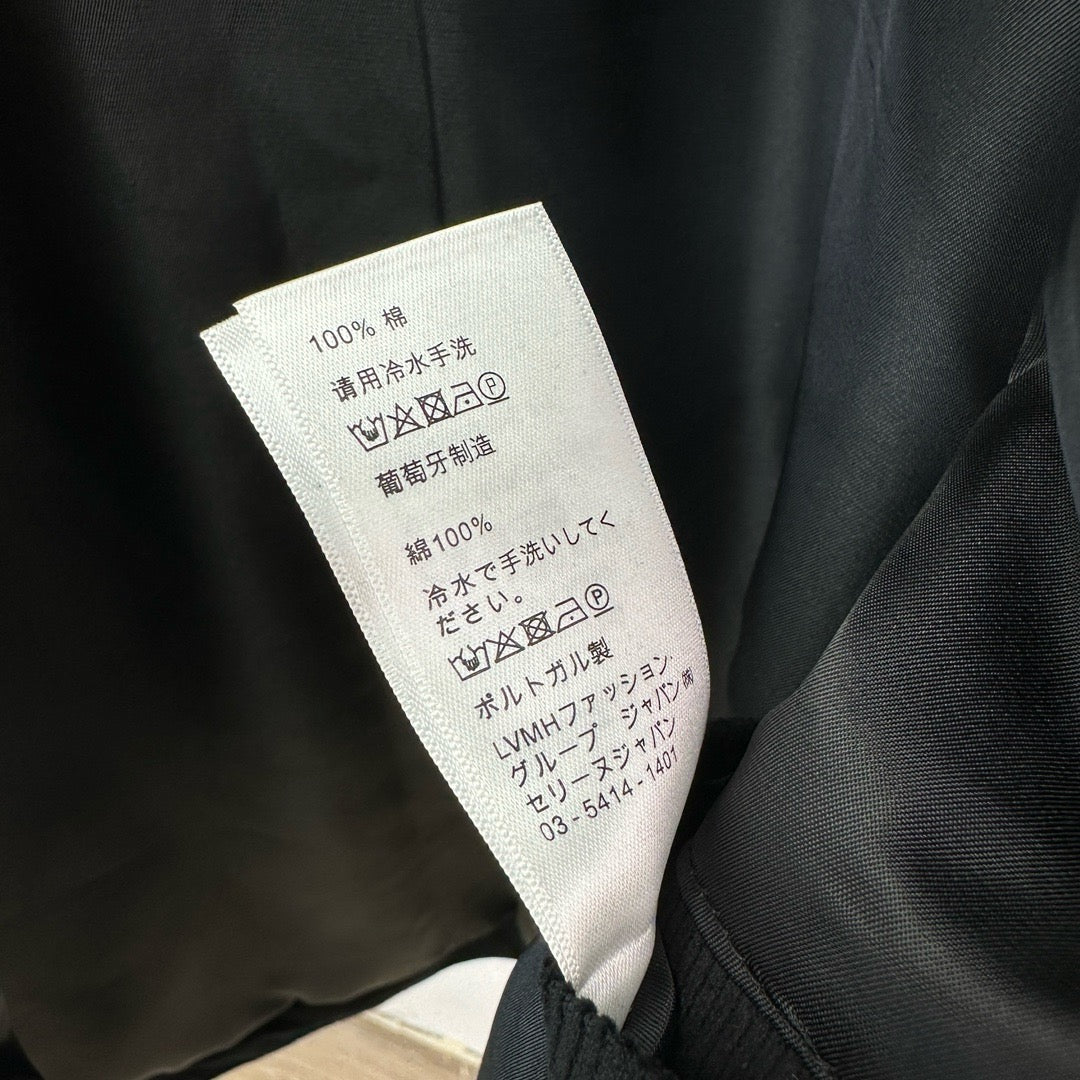 100% 棉
请用冷水手洗
P
葡萄牙制造
綿100%
冷水で手洗いしてく
ださい。
P
ポルトガル製
LVMHファッション
グループ ジャパン㈱
セリーヌジャパン
03-5414-1401